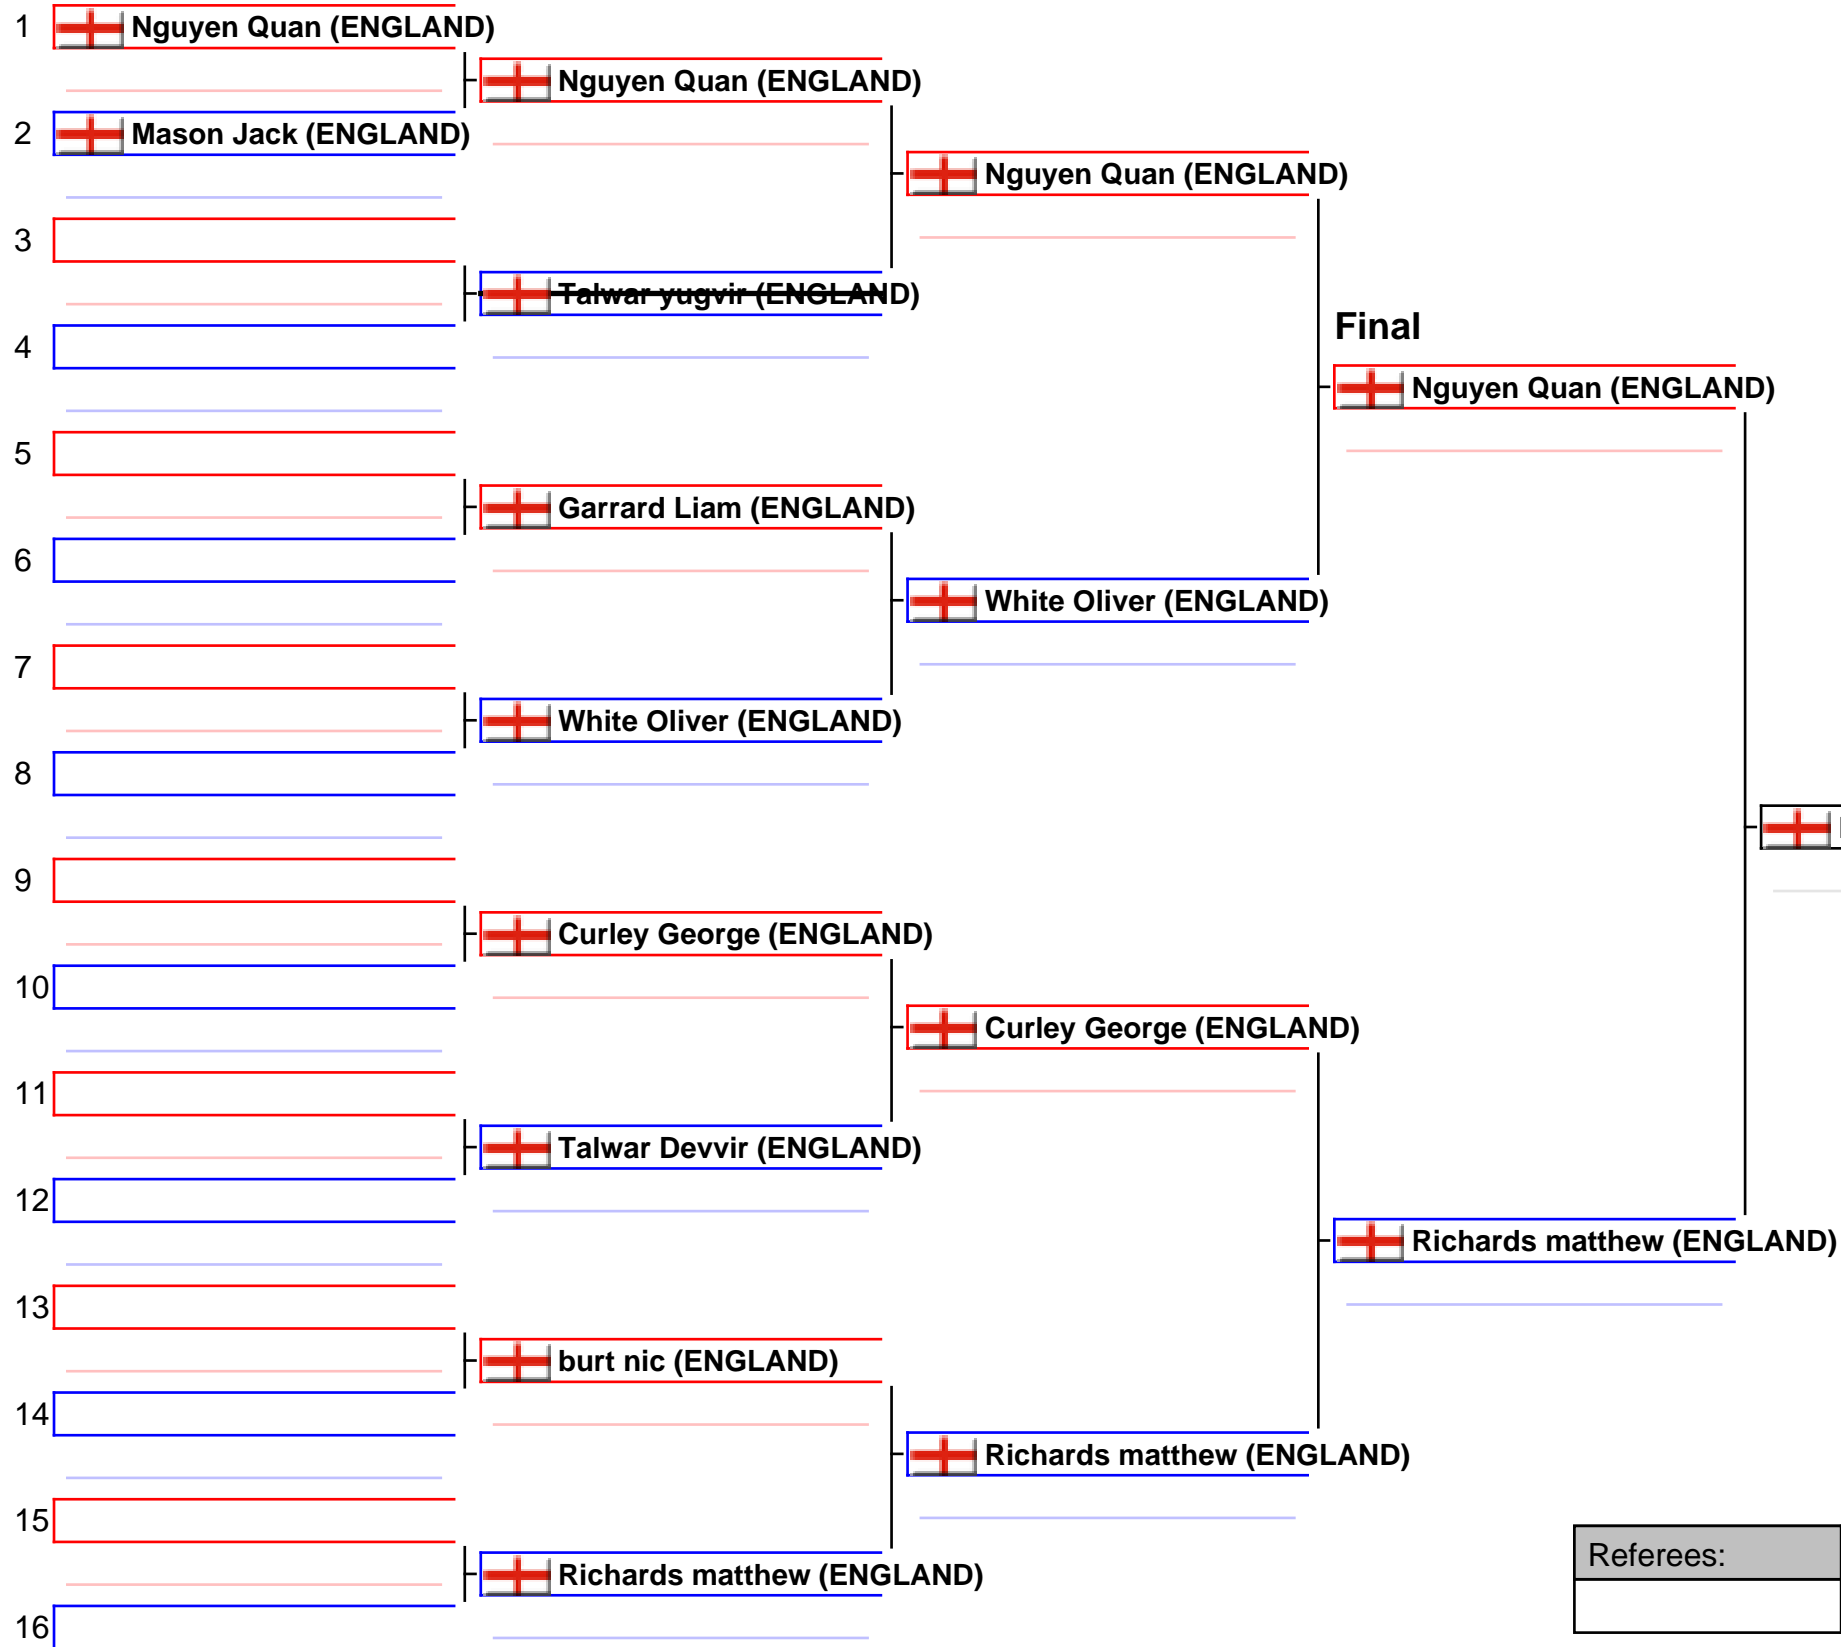 1 Nguyen Quan (ENGLAND)
Nguyen Quan (ENGLAND)
2 Mason Jack (ENGLAND)
Nguyen Quan (ENGLAND)
3
Talwar yugvir (ENGLAND)
Final
4
Nguyen Quan (ENGLAND)
5
Garrard Liam (ENGLAND)
6
White Oliver (ENGLAND)
7
White Oliver (ENGLAND)
8
9
Curley George (ENGLAND)
10
Curley George (ENGLAND)
11
Talwar Devvir (ENGLAND)
12
Richards matthew (ENGLAND)
13
burt nic (ENGLAND)
14
Richards matthew (ENGLAND)
15
Referees:
Richards matthew (ENGLAND)
16